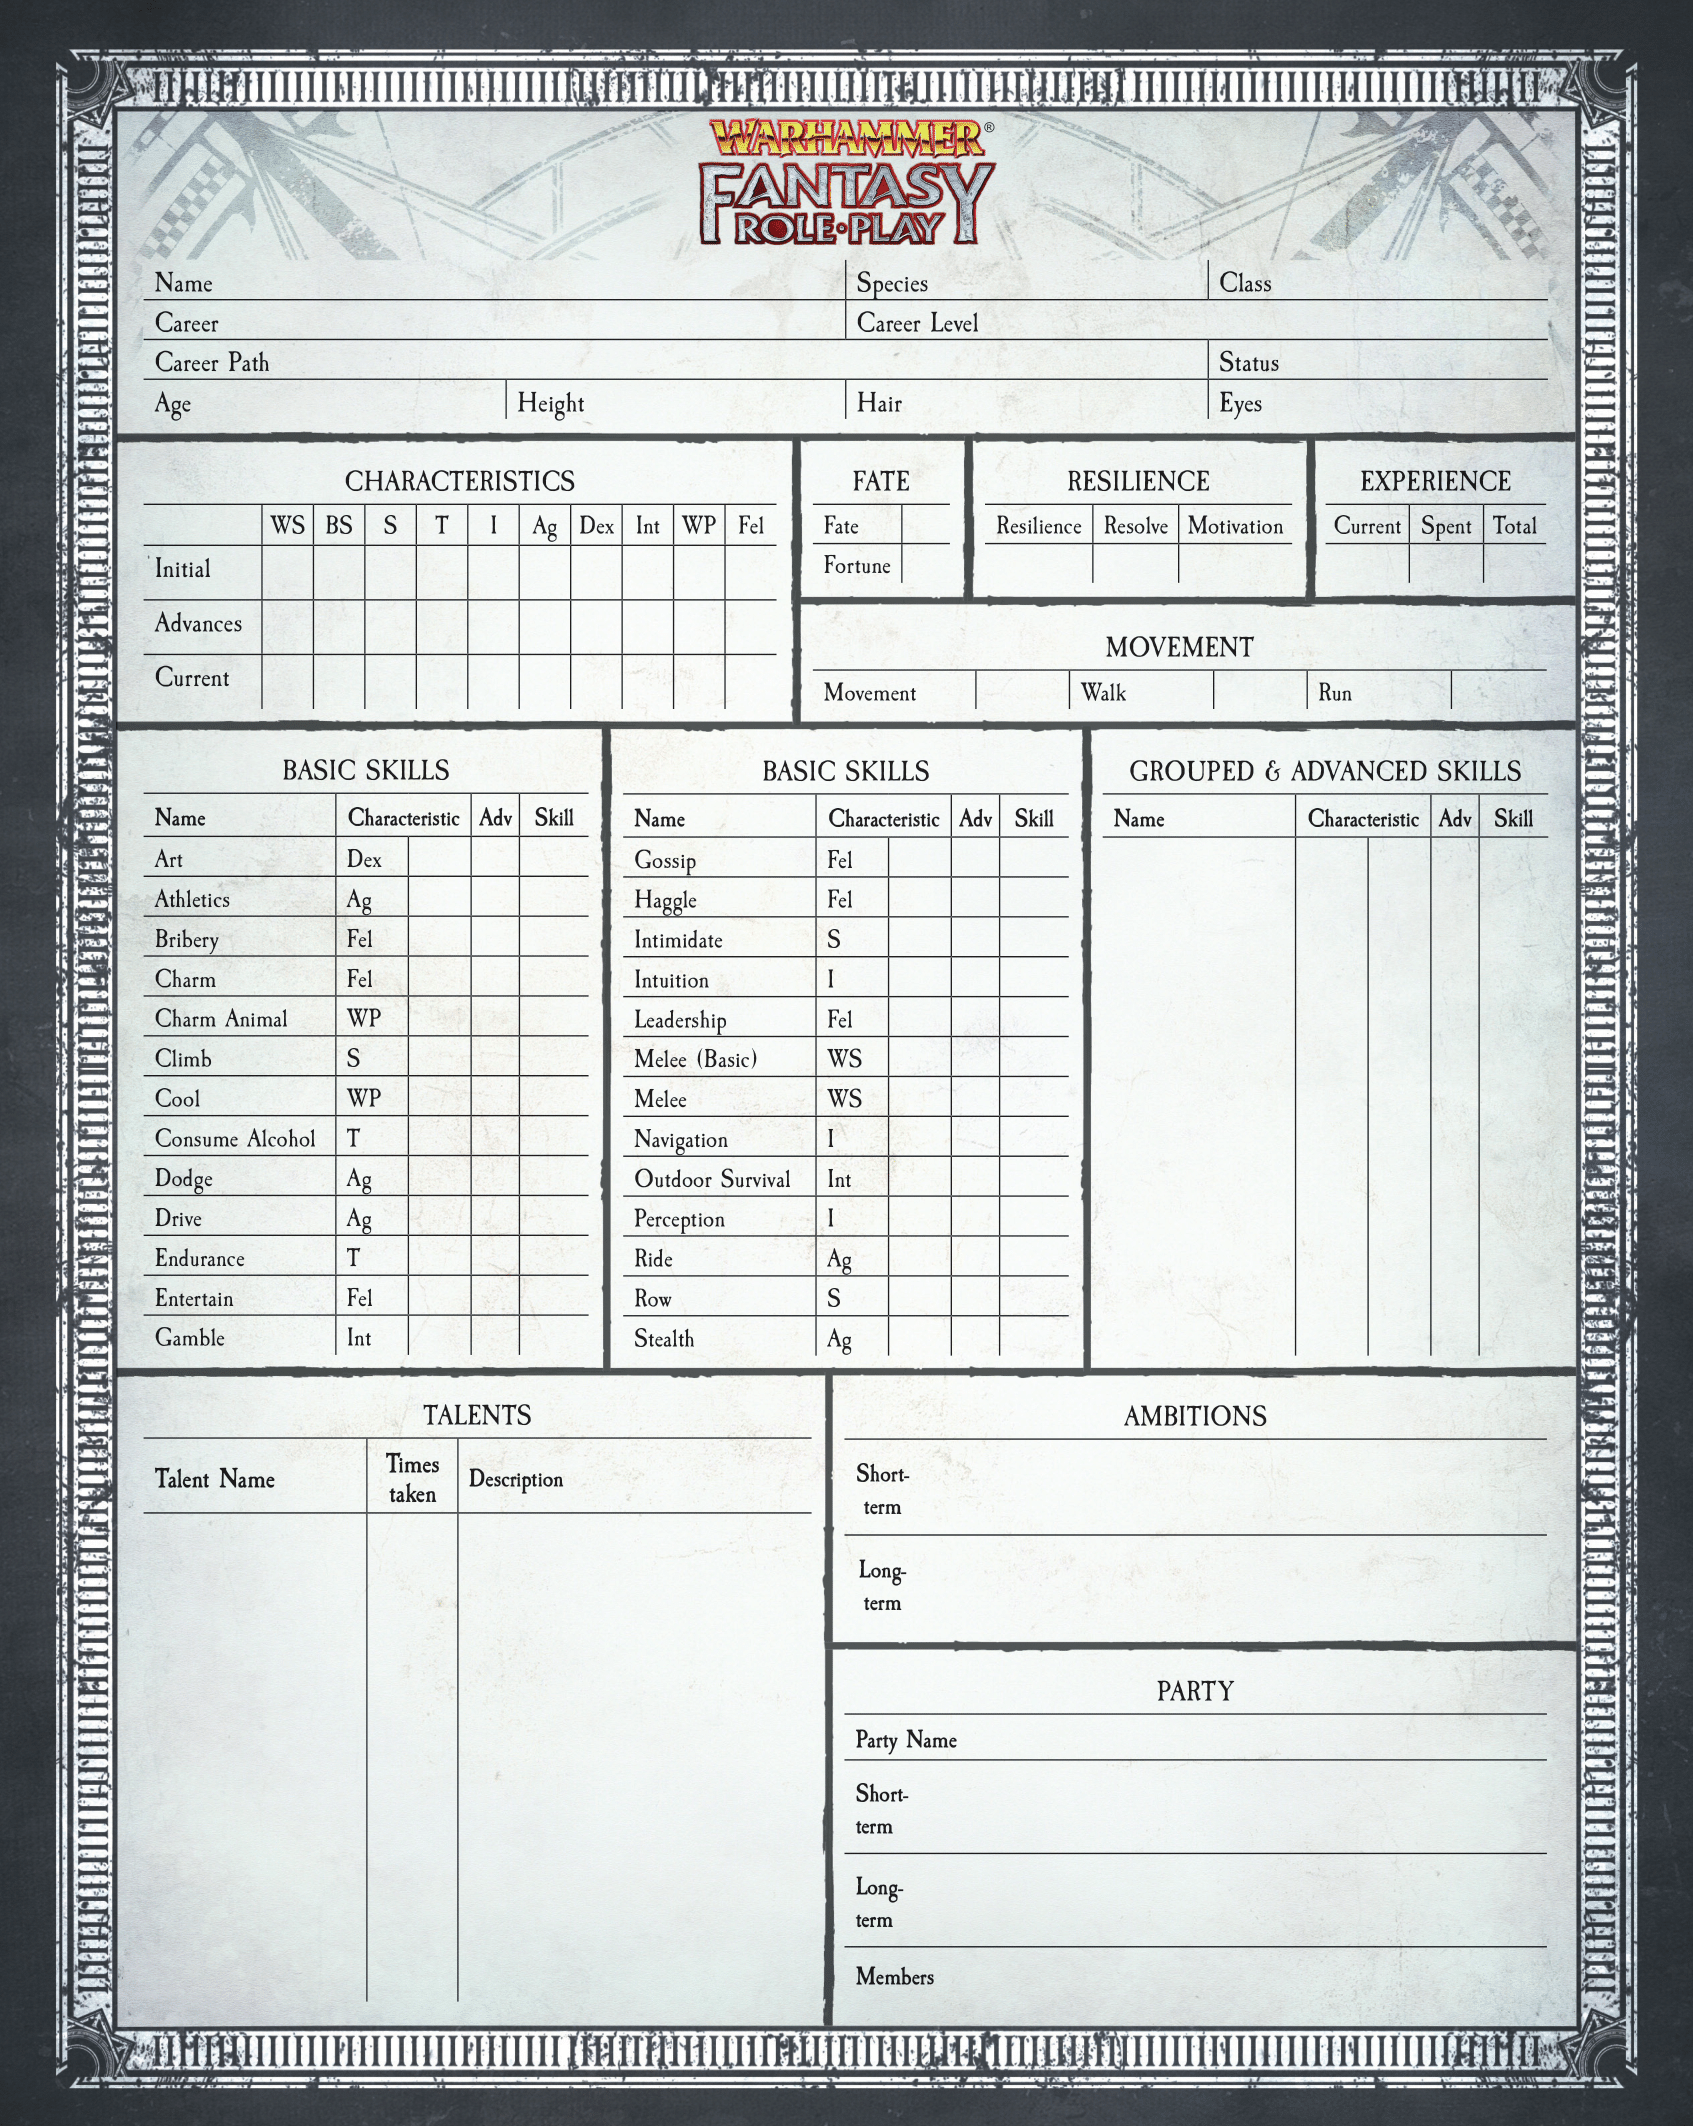 WARHAMMER®
FANTASY
ROLE•PLAY
Name Species Class
Career Career Level
Career Path Status
Age Height Hair Eyes
CHARACTERISTICS
WS BS S T I Ag Dex Int WP Fel
Initial
Advances
Current
FATE
Fate
Fortune
RESILIENCE
Resilience Resolve Motivation
EXPERIENCE
Current Spent Total
MOVEMENT
Movement Walk Run
BASIC SKILLS
Name Characteristic Adv Skill
Art Dex
Athletics Ag
Bribery Fel
Charm Fel
Charm Animal WP
Climb S
Cool WP
Consume Alcohol T
Dodge Ag
Drive Ag
Endurance T
Entertain Fel
Gamble Int
BASIC SKILLS
Name Characteristic Adv Skill
Gossip Fel
Haggle Fel
Intimidate S
Intuition I
Leadership Fel
Melee (Basic) WS
Melee WS
Navigation I
Outdoor Survival Int
Perception I
Ride Ag
Row S
Stealth Ag
GROUPED & ADVANCED SKILLS
Name Characteristic Adv Skill
TALENTS
Talent Name Times taken Description
AMBITIONS
Short-
term
Long-
term
PARTY
Party Name
Short-
term
Long-
term
Members